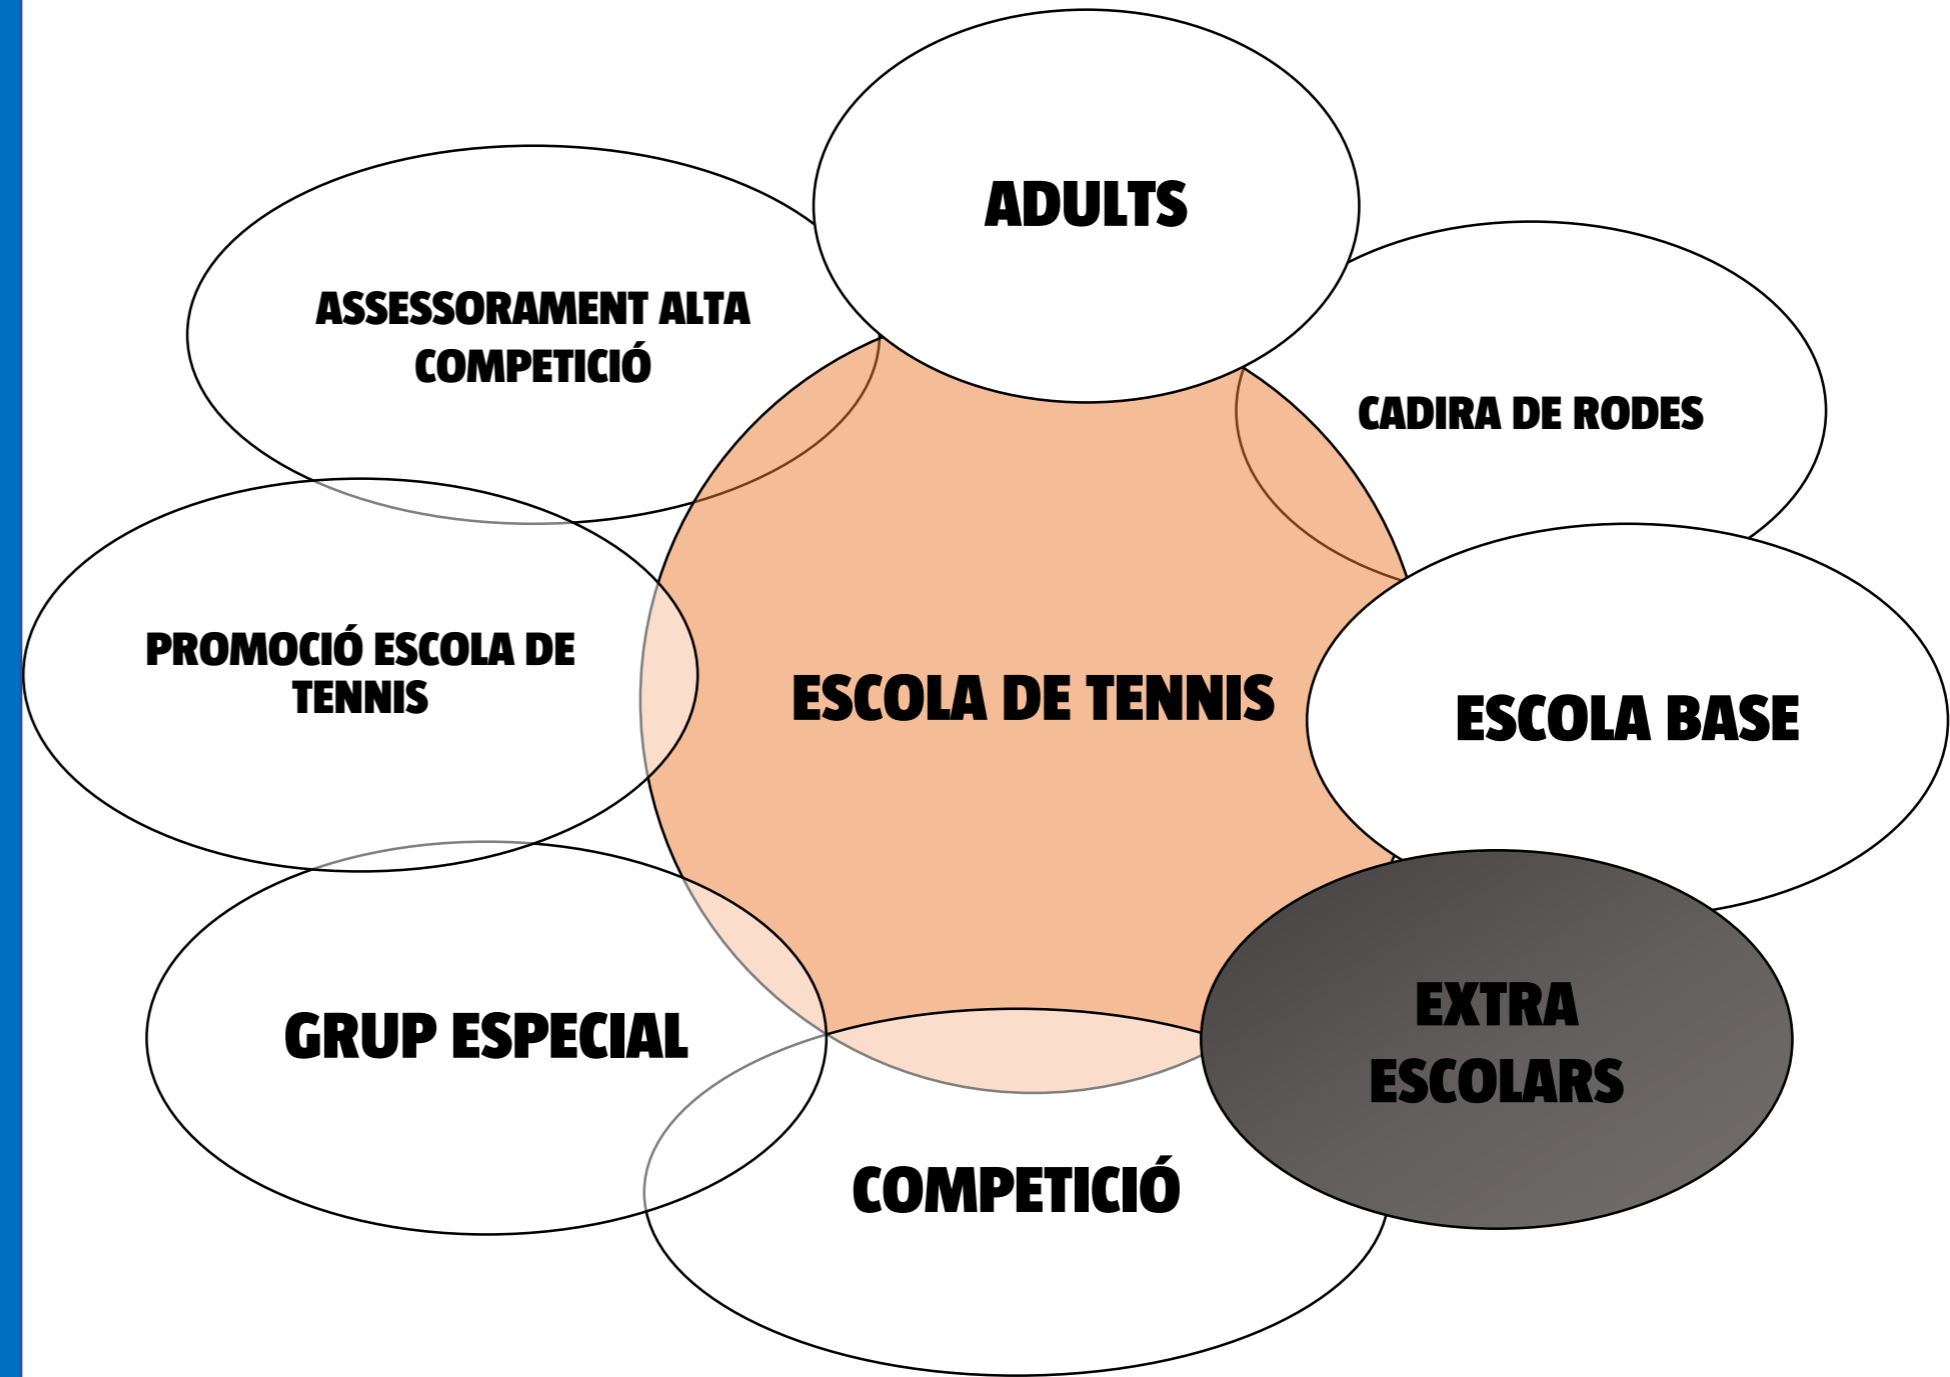 ADULTS
ASSESSORAMENT ALTA
COMPETICIÓ
CADIRA DE RODES
PROMOCIÓ ESCOLA DE
TENNIS
ESCOLA DE TENNIS
ESCOLA BASE
EXTRA
ESCOLARS
GRUP ESPECIAL
COMPETICIÓ